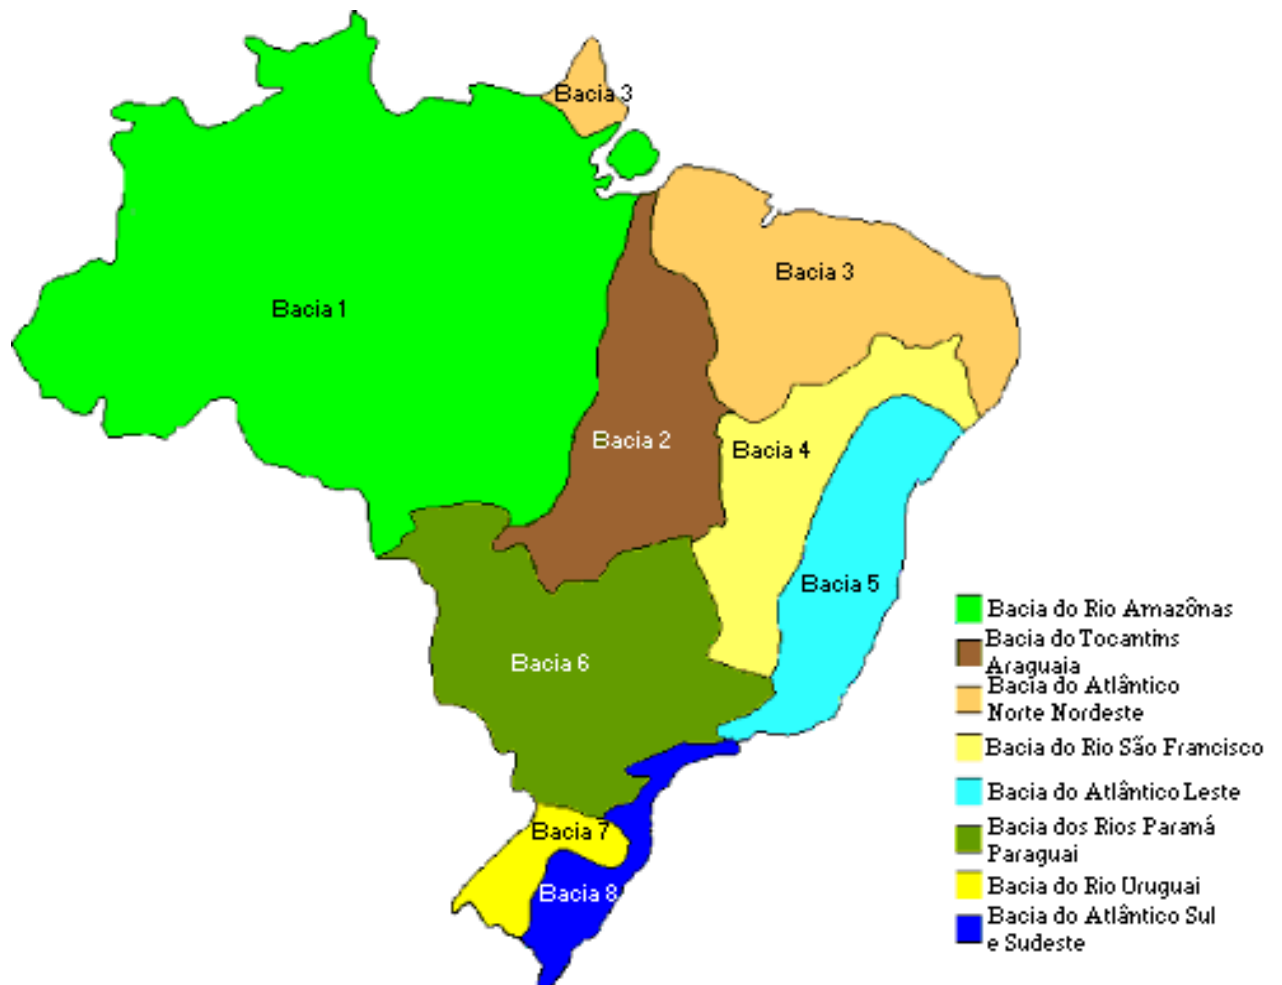 Bacia 3
Bacia 3
Bacia 1
Bacia 2
Bacia 4
Bacia 5
Bacia 6
Bacia 7
Bacia 8
Bacia do Rio Amazônas
Bacia do Tocantins
Araguaia
Bacia do Atlântico
Norte Nordeste
Bacia do Rio São Francisco
Bacia do Atlântico Leste
Bacia dos Rios Paraná
Paraguai
Bacia do Rio Uruguai
Bacia do Atlântico Sul
e Sudeste